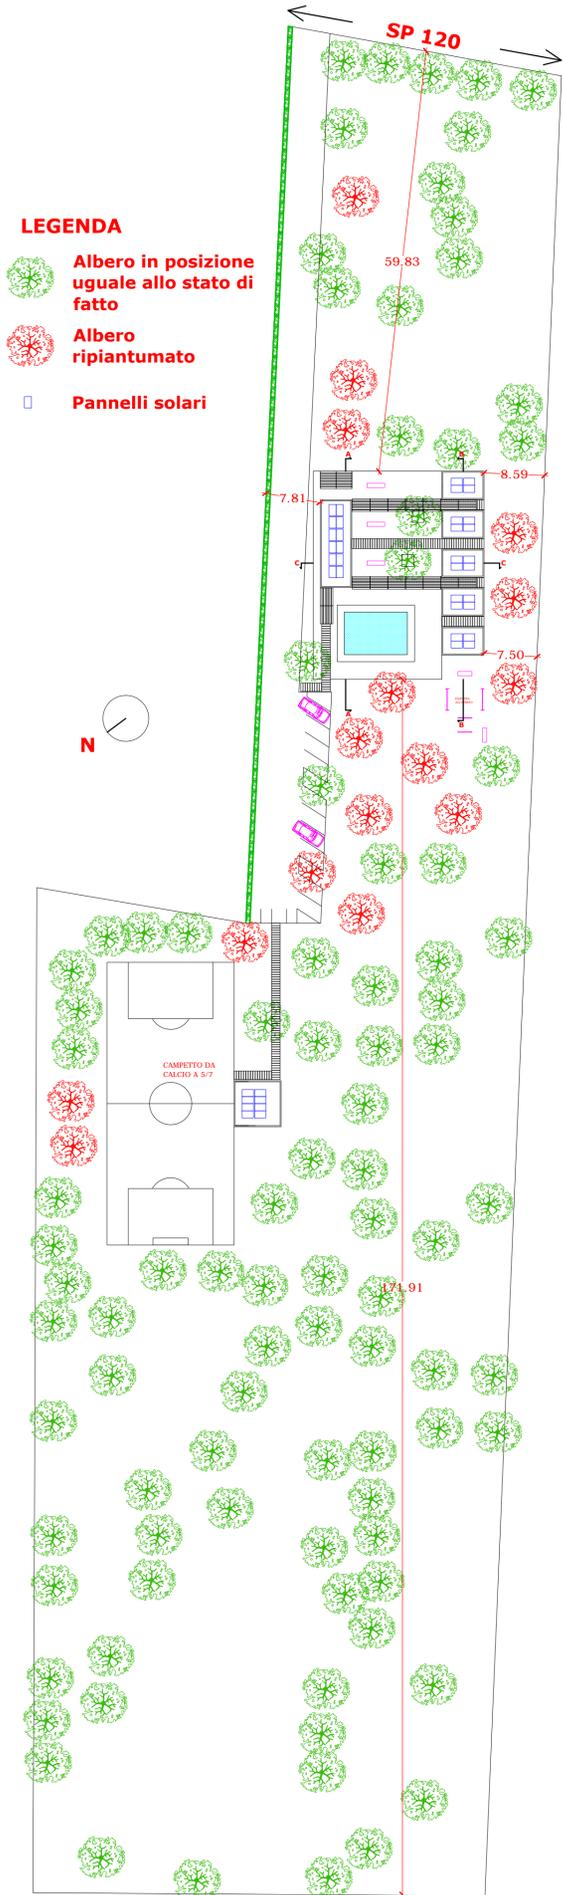 SP 120
59.83
LEGENDA
Albero in posizione
uguale allo stato di
fatto
Albero
ripiantumato
Pannelli solari
A
B
8.59
7.81
C
C
7.50
A
B
N
CAMPETTO DA
CALCIO A 5/7
171.91